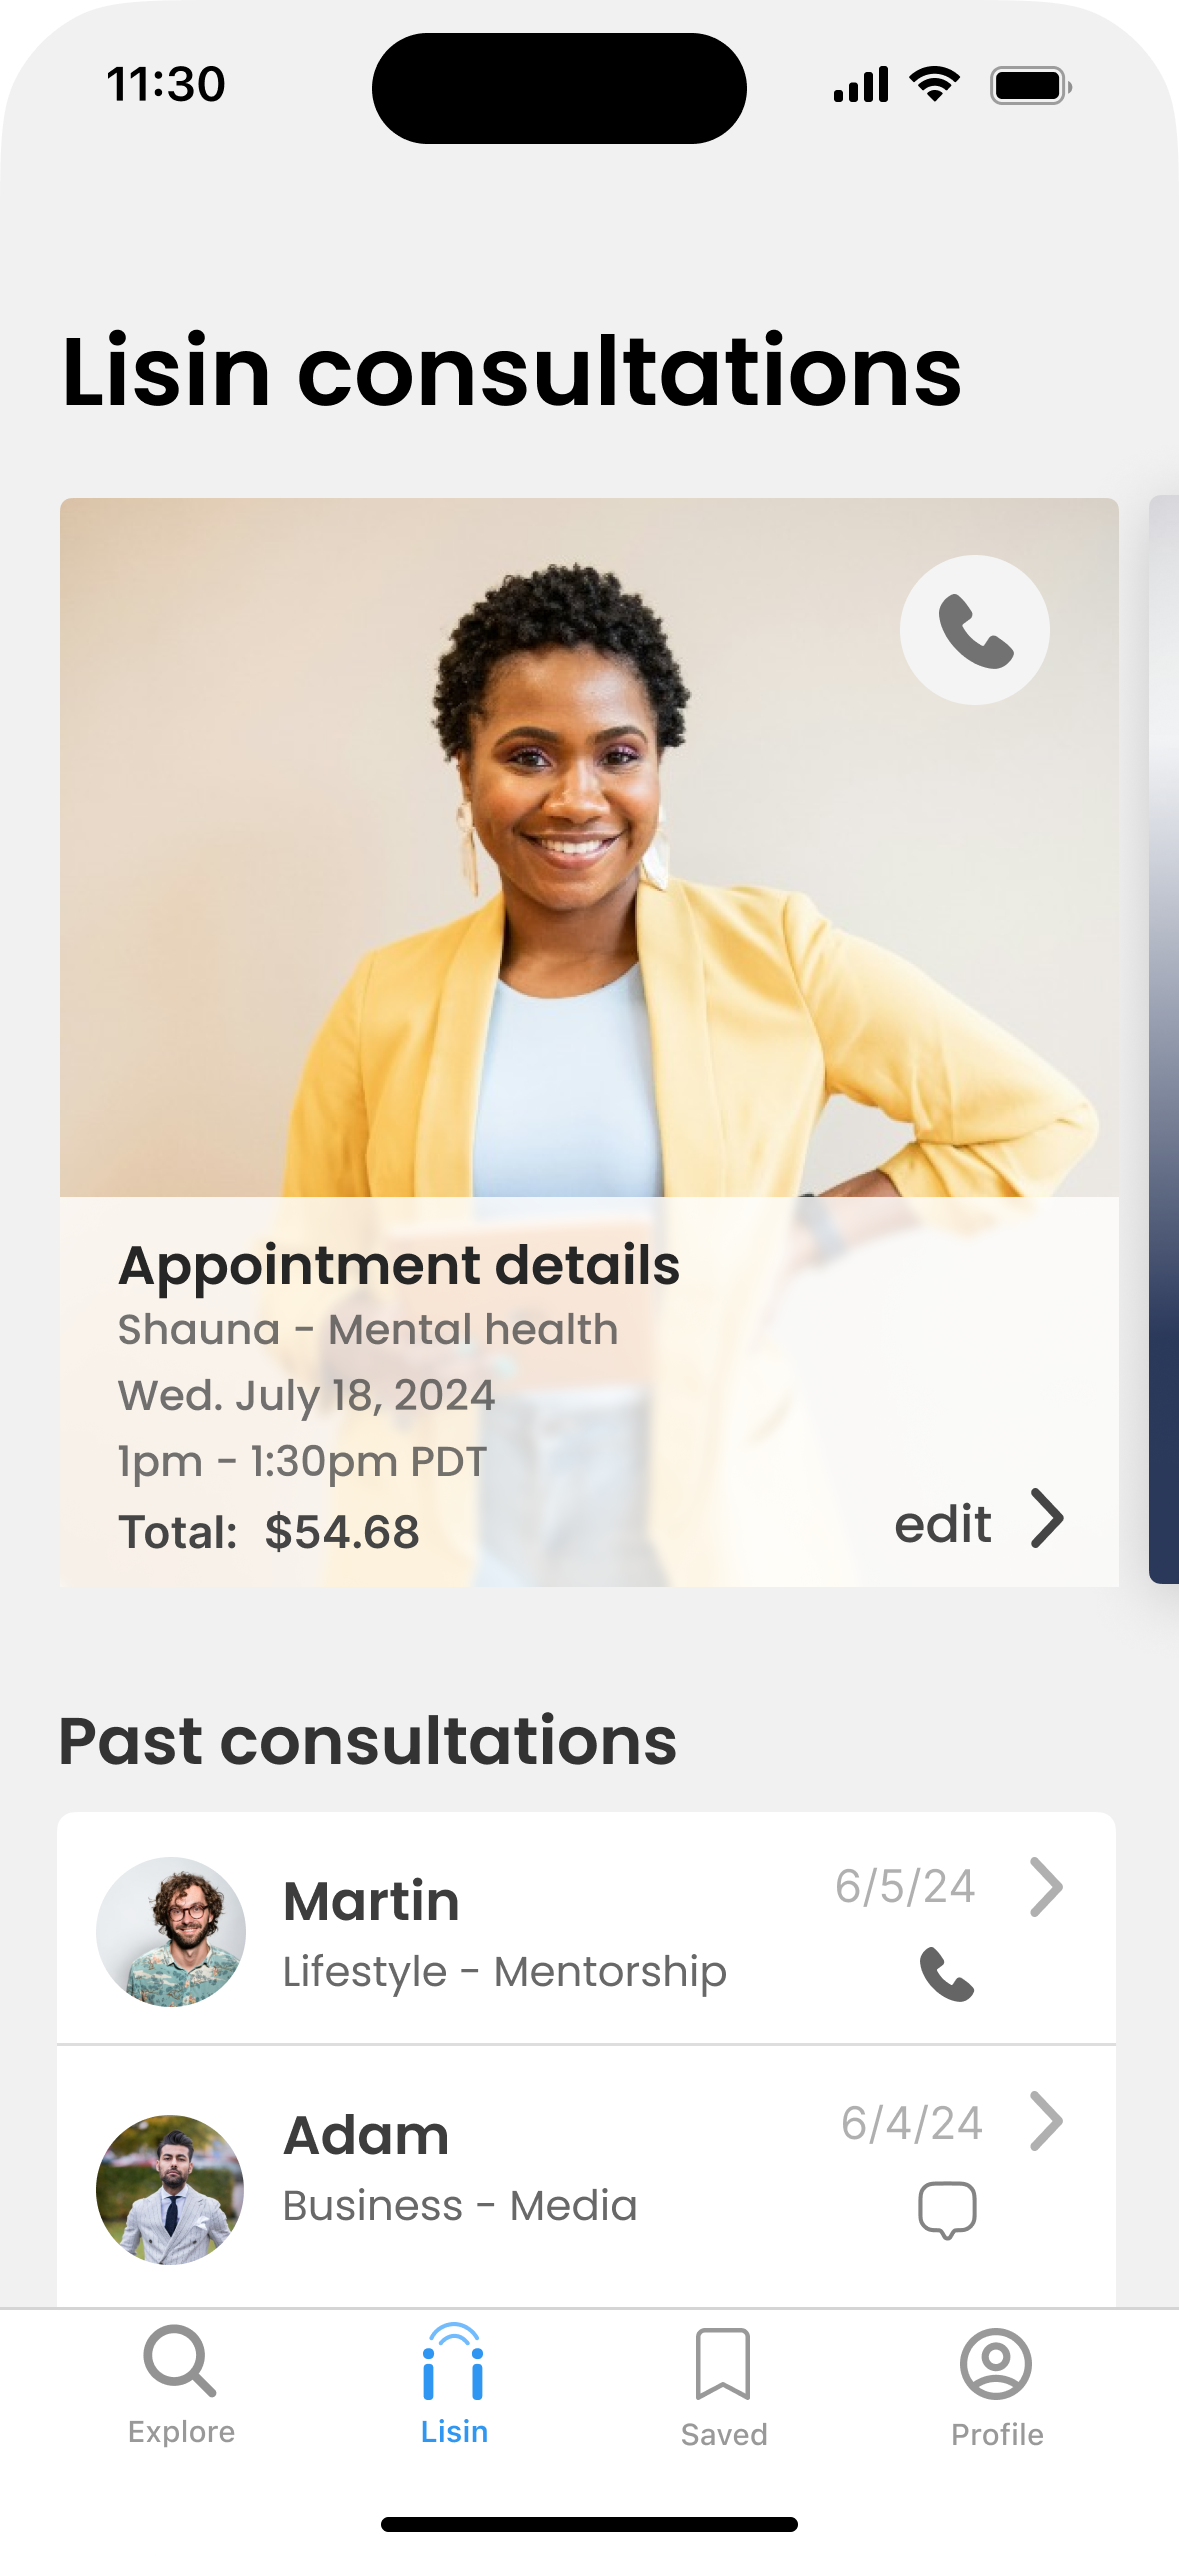 11:30
Lisin consultations
Appointment details
Shauna - Mental health
Wed. July 18, 2024
1pm - 1:30pm PDT
Total: $54.68
edit
Past consultations
Martin
6/5/24
Lifestyle - Mentorship
Adam
6/4/24
Business - Media
Explore
Lisin
Saved
Profile